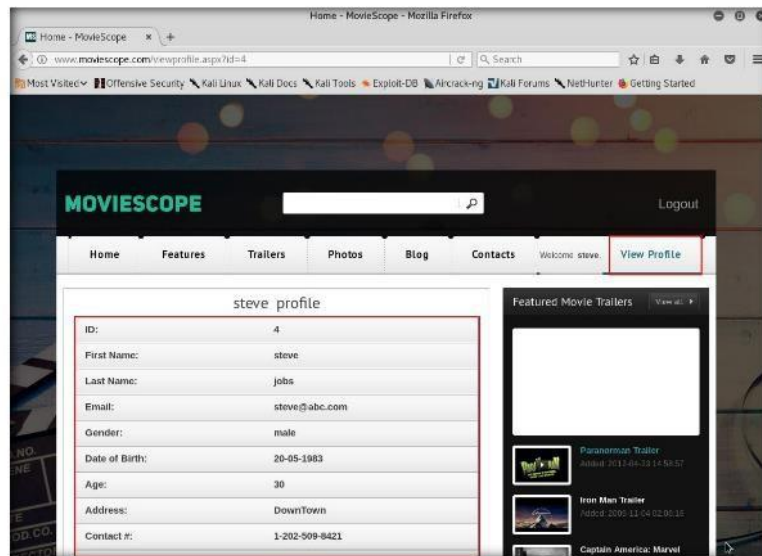 Home - MovieScope - Mozilla Firefox
Home - MovieScope × +
www.moviescope.com/viewprofile.aspx?id=4 Search
Most Visited Offensive Security Kali Linux Kali Docs Kali Tools Exploit-DB Aircrack-ng Kali Forums NetHunter Getting Started
MOVIESCOPE
Logout
Home Features Trailers Photos Blog Contacts Welcome steve. View Profile
steve profile
ID: 4
First Name: steve
Last Name: jobs
Email: steve@abc.com
Gender: male
Date of Birth: 20-05-1983
Age: 30
Address: DownTown
Contact #: 1-202-509-8421
Featured Movie Trailers View all
Paranorman Trailer
Iron Man Trailer
Captain America: Marvel